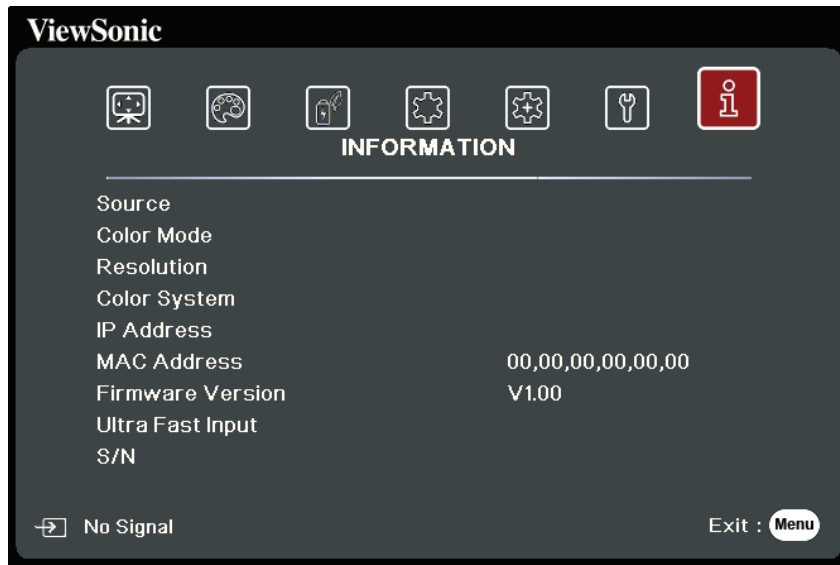 ViewSonic
INFORMATION
Source
Color Mode
Resolution
Color System
IP Address
MAC Address 00,00,00,00,00,00
Firmware Version V1.00
Ultra Fast Input
S/N
No Signal Exit : Menu